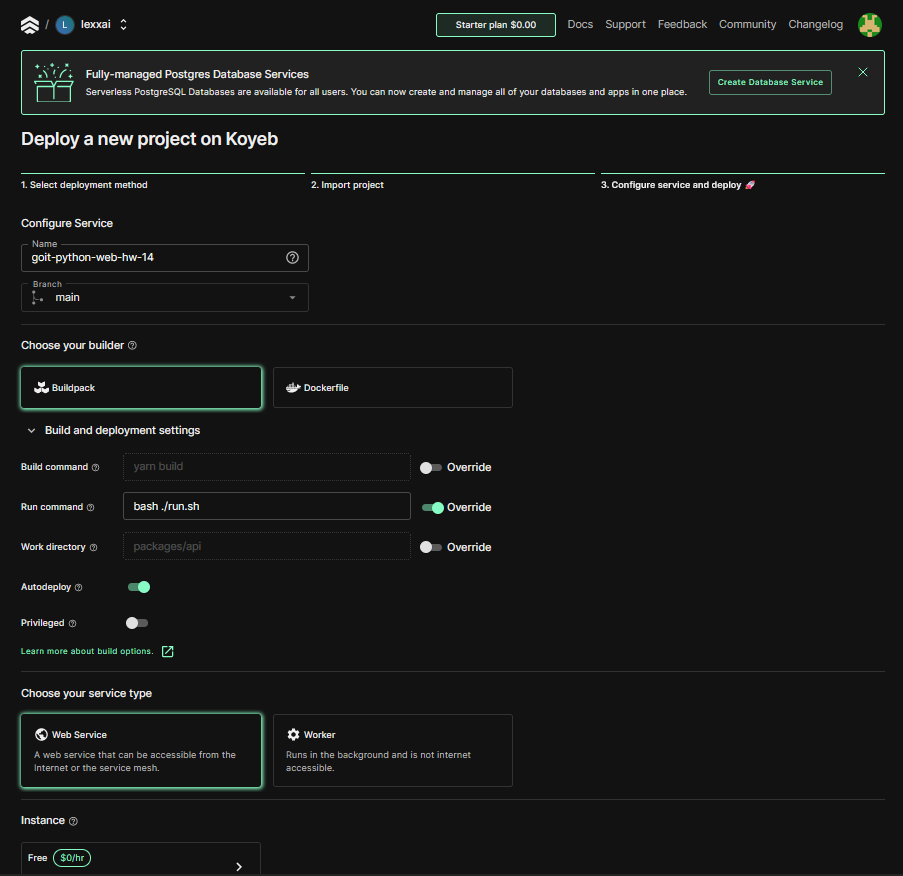 / L lexxai
Starter plan $0.00 Docs Support Feedback Community Changelog
Fully-managed Postgres Database Services
Serverless PostgreSQL Databases are available for all users. You can now create and manage all of your databases and apps in one place.
Create Database Service
Deploy a new project on Koyeb
1. Select deployment method
2. Import project
3. Configure service and deploy 🚀
Configure Service
Name
goit-python-web-hw-14
Branch
main
Choose your builder
Buildpack
Dockerfile
Build and deployment settings
Build command yarn build Override
Run command bash ./run.sh Override
Work directory packages/api Override
Autodeploy
Privileged
Learn more about build options.
Choose your service type
Web Service
A web service that can be accessible from the
Internet or the service mesh.
Worker
Runs in the background and is not internet
accessible.
Instance
Free $0/hr